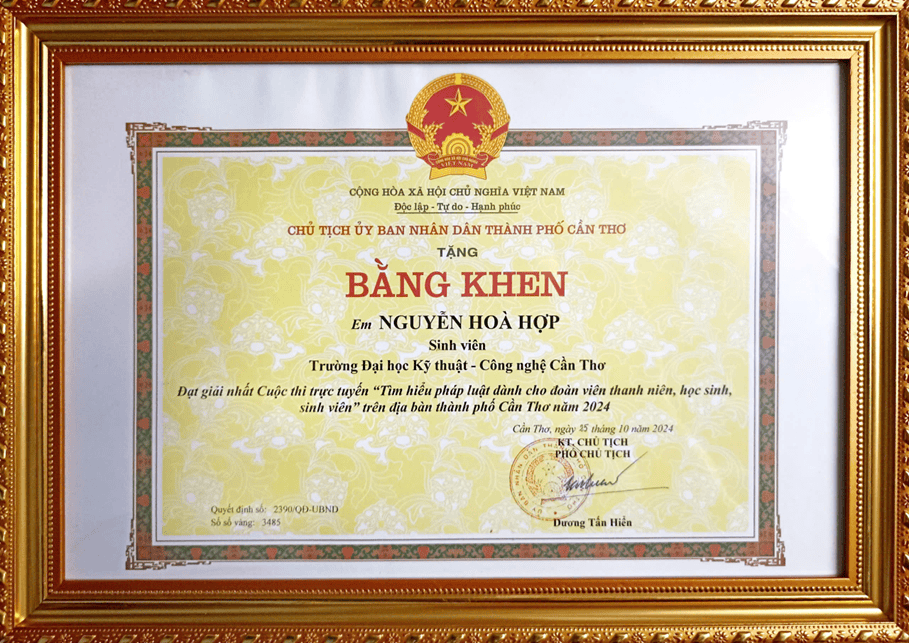 VIỆT NAM
CỘNG HÒA XÃ HỘI CHỦ NGHĨA VIỆT NAM
Độc lập - Tự do - Hạnh phúc
CHỦ TỊCH ỦY BAN NHÂN DÂN THÀNH PHỐ CẦN THƠ
TẶNG
BẰNG KHEN
Em NGUYỄN HOÀ HỢP
Sinh viên
Trường Đại học Kỹ thuật - Công nghệ Cần Thơ
Đạt giải nhất Cuộc thi trực tuyến “Tìm hiểu pháp luật dành cho đoàn viên thanh niên, học sinh,
sinh viên” trên địa bàn thành phố Cần Thơ năm 2024
Cần Thơ, ngày 25 tháng 10 năm 2024
KT. CHỦ TỊCH
PHÓ CHỦ TỊCH
Quyết định số: 2390/QĐ-UBND
Số sổ vàng: 3485
Dương Tấn Hiển